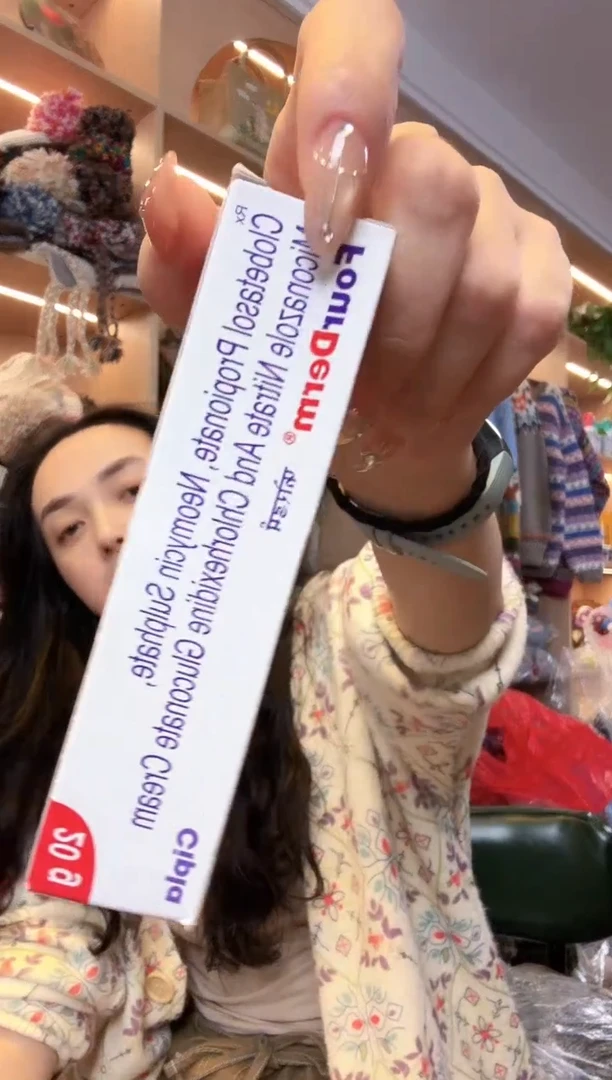 FourDerm®
फोरडर्म
Rx
Clobetasol Propionate, Neomycin Sulphate,
Miconazole Nitrate And Chlorhexidine Gluconate Cream
20 g
Cipla